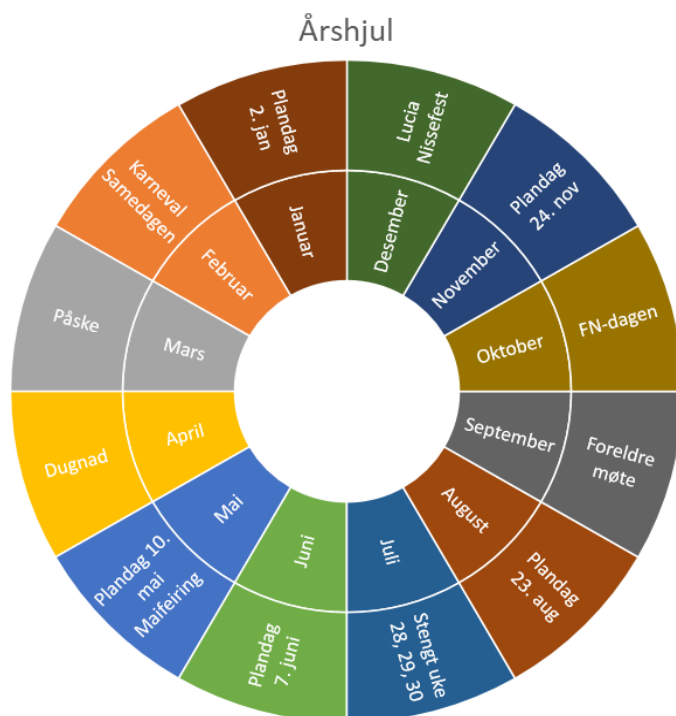 Årshjul
Plandag
2. jan
Januar
Karneval
Samedagen
Februar
Påske
Mars
Dugnad
April
Plandag 10.
mai
Maifeiring
Mai
Plandag
7. juni
Juni
Stengt uke
28, 29, 30
Juli
Plandag
23. aug
August
Foreldre
møte
September
FN-dagen
Oktober
Plandag
24. nov
November
Lucia
Nissefest
Desember